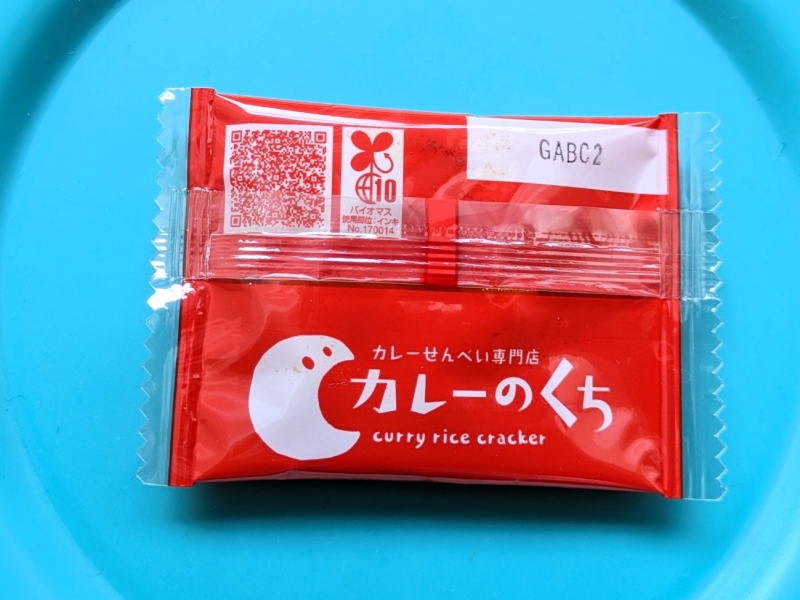 GABC2
10
バイオマス
使用部位:インキ
No.170014
カレーせんべい専門店
カレーのくち
curry rice cracker